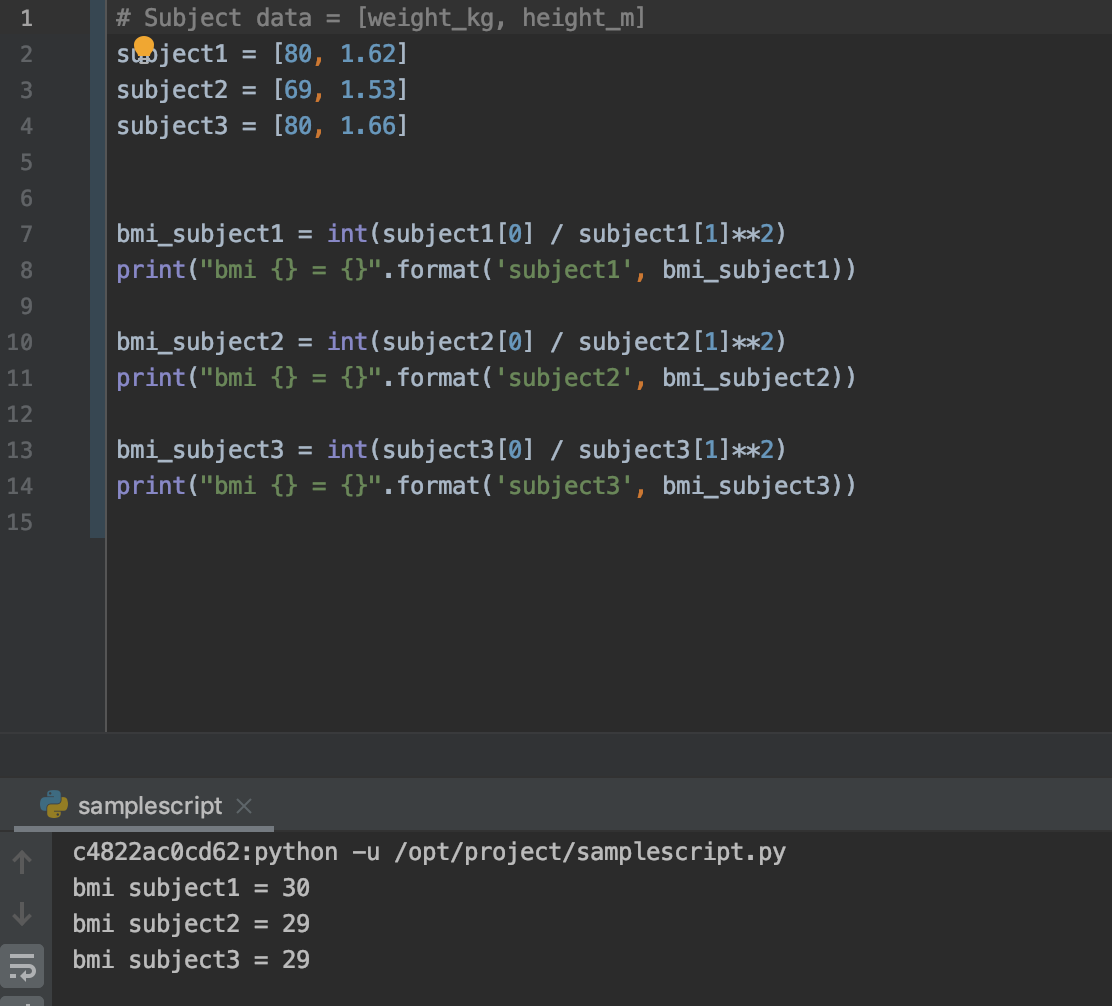 1 # Subject data = [weight_kg, height_m]
2 subject1 = [80, 1.62]
3 subject2 = [69, 1.53]
4 subject3 = [80, 1.66]
5
6
7 bmi_subject1 = int(subject1[0] / subject1[1]**2)
8 print("bmi {} = {}".format('subject1', bmi_subject1))
9
10 bmi_subject2 = int(subject2[0] / subject2[1]**2)
11 print("bmi {} = {}".format('subject2', bmi_subject2))
12
13 bmi_subject3 = int(subject3[0] / subject3[1]**2)
14 print("bmi {} = {}".format('subject3', bmi_subject3))
15
samplescript
c4822ac0cd62:python -u /opt/project/samplescript.py
bmi subject1 = 30
bmi subject2 = 29
bmi subject3 = 29